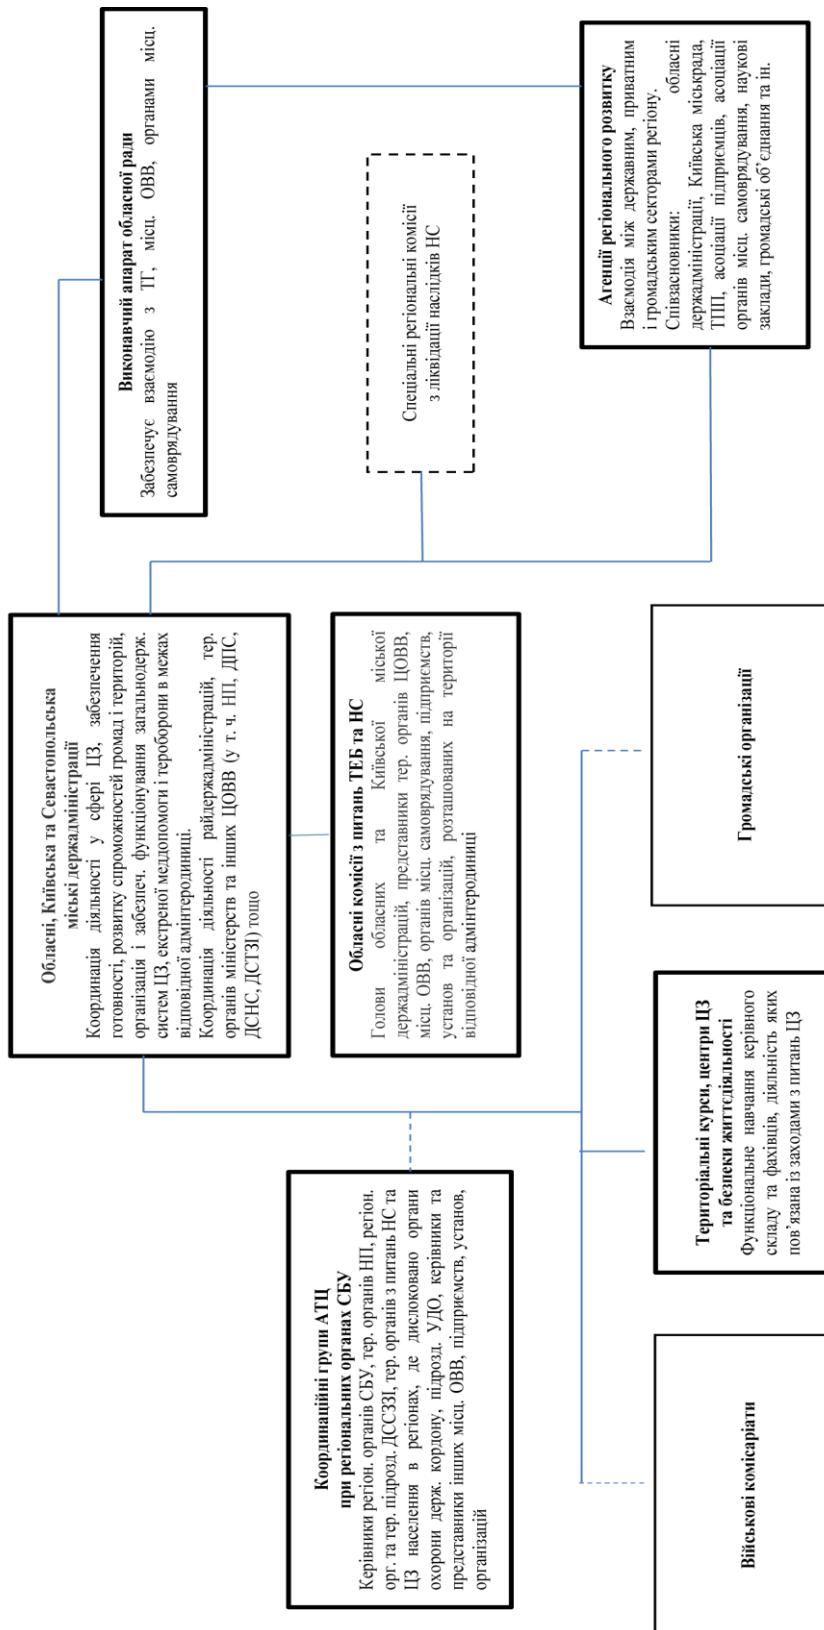 Обласні, Київська та Севастопольська
міські держадміністрації
Координація діяльності у сфері ЦЗ, забезпечення
готовності, розвитку спроможностей громад і територій,
організація і забезпеч. функціонування загальнодерж.
систем ЦЗ, екстреної меддопомоги і тероборони в межах
відповідної адмінтеродиниці.
Координація діяльності райдержадміністрацій, тер.
органів міністерств та інших ЦОВВ (у т. ч. НП, ДПС,
ДСНС, ДСТЗІ) тощо
Виконавчий апарат обласної ради
Забезпечує взаємодію з ТГ, місц. ОВВ, органами місц.
самоврядування
Координаційні групи АТЦ
при регіональних органах СБУ
Керівники регіон. органів СБУ, тер. органів НП, регіон.
орг. та тер. підрозд. ДССЗЗІ, тер. органів з питань НС та
ЦЗ населення в регіонах, де дислоковано органи
охорони держ. кордону, підрозд. УДО, керівники та
представники інших місц. ОВВ, підприємств, установ,
організацій
Обласні комісії з питань ТЕБ та НС
Голови обласних та Київської міської
держадміністрацій, представники тер. органів ЦОВВ,
місц. ОВВ, органів місц. самоврядування, підприємств,
установ та організацій, розташованих на території
відповідної адмінтеродиниці
Спеціальні регіональні комісії
з ліквідації наслідків НС
Агенції регіонального розвитку
Взаємодія між державним, приватним
і громадським секторами регіону.
Співзасновники: обласні
держадміністрації, Київська міськрада,
ТПП, асоціації підприємців, асоціації
органів місц. самоврядування, наукові
заклади, громадські об’єднання та ін.
Військові комісаріати
Територіальні курси, центри ЦЗ
та безпеки життєдіяльності
Функціональне навчання керівного
складу та фахівців, діяльність яких
пов’язана із заходами з питань ЦЗ
Громадські організації